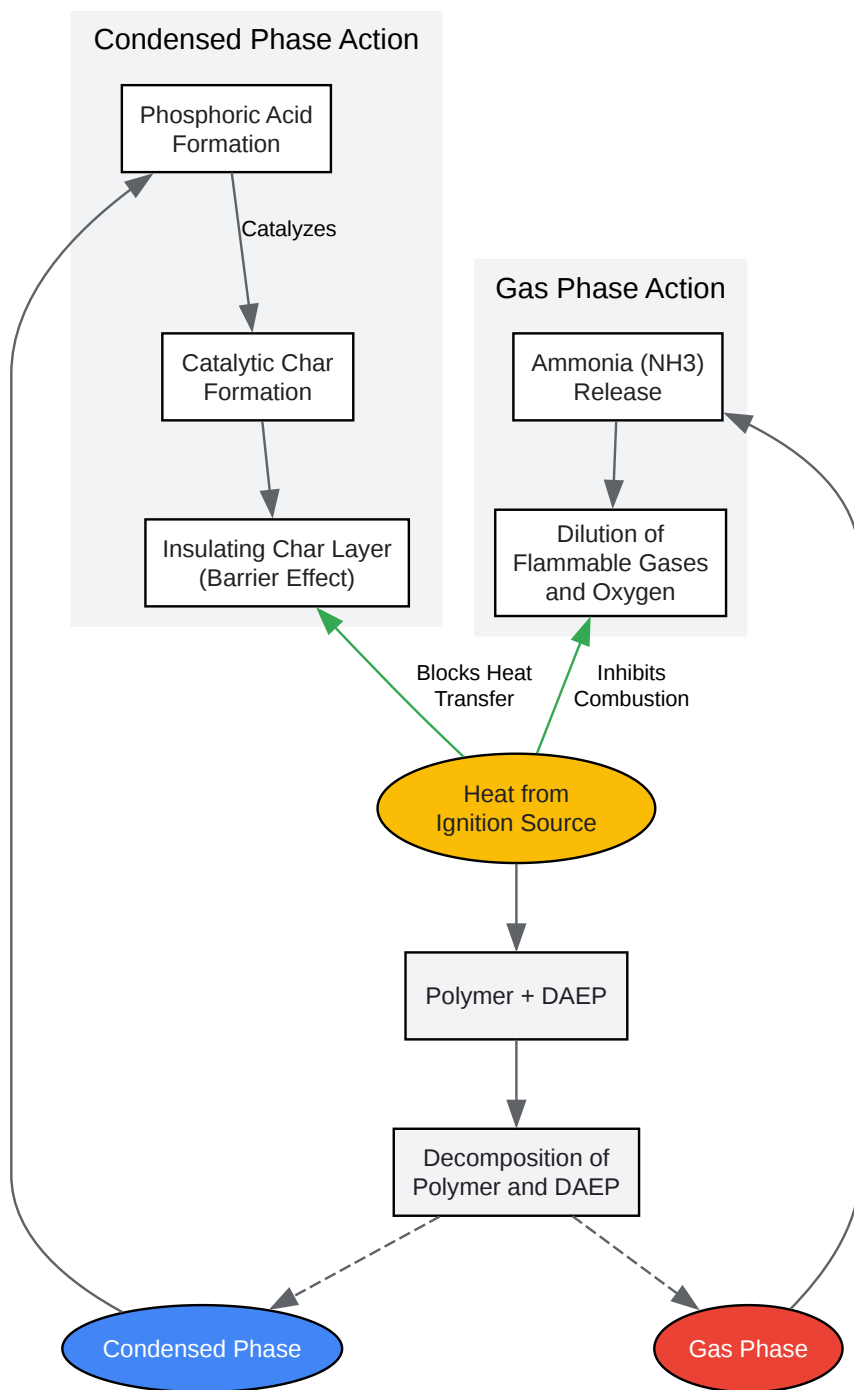 Condensed Phase Action
Phosphoric Acid
Formation
Catalyzes
Catalytic Char
Formation
Insulating Char Layer
(Barrier Effect)
Gas Phase Action
Ammonia (NH3)
Release
Dilution of
Flammable Gases
and Oxygen
Blocks Heat
Transfer
Inhibits
Combustion
Heat from
Ignition Source
Polymer + DAEP
Decomposition of
Polymer and DAEP
Condensed Phase
Gas Phase